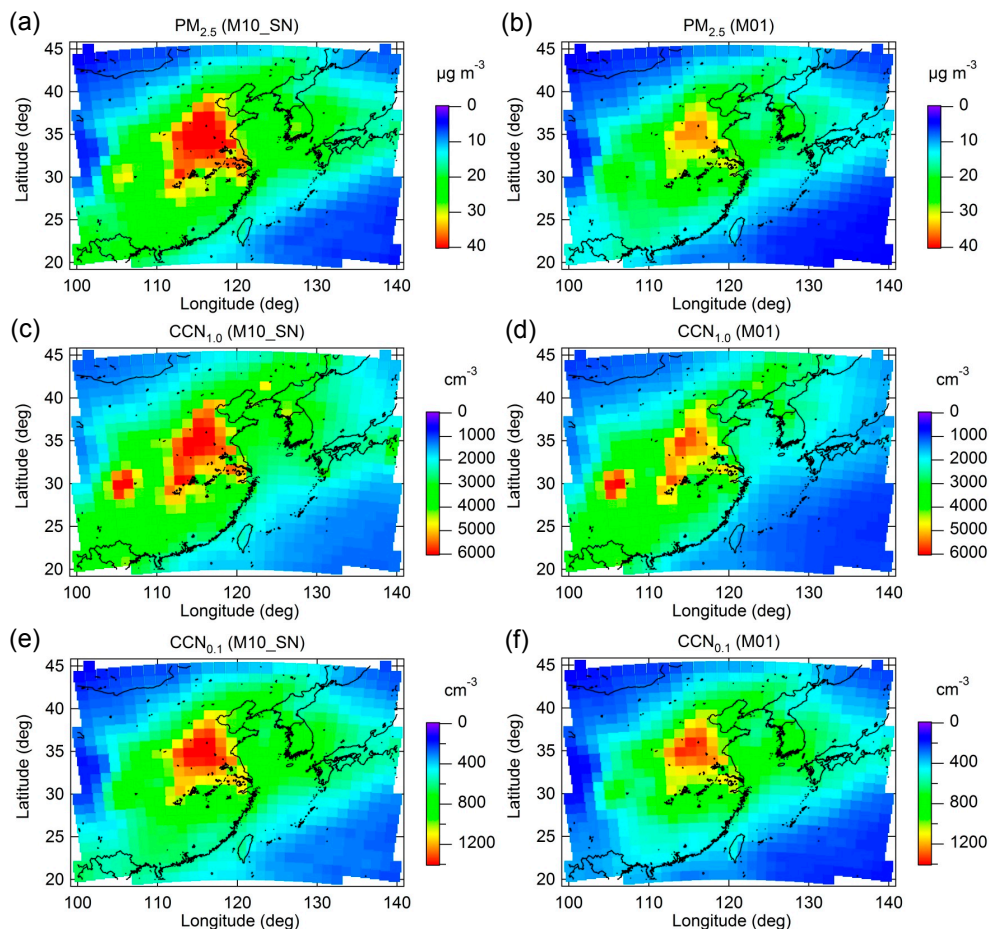 (a) PM2.5 (M10_SN)
45
40
35
30
25
20
Latitude (deg)
100 110 120 130 140
Longitude (deg)
µg m-3
0
10
20
30
40
(b) PM2.5 (M01)
45
40
35
30
25
20
Latitude (deg)
100 110 120 130 140
Longitude (deg)
µg m-3
0
10
20
30
40
(c) CCN1.0 (M10_SN)
45
40
35
30
25
20
Latitude (deg)
100 110 120 130 140
Longitude (deg)
cm-3
0
1000
2000
3000
4000
5000
6000
(d) CCN1.0 (M01)
45
40
35
30
25
20
Latitude (deg)
100 110 120 130 140
Longitude (deg)
cm-3
0
1000
2000
3000
4000
5000
6000
(e) CCN0.1 (M10_SN)
45
40
35
30
25
20
Latitude (deg)
100 110 120 130 140
Longitude (deg)
cm-3
0
400
800
1200
(f) CCN0.1 (M01)
45
40
35
30
25
20
Latitude (deg)
100 110 120 130 140
Longitude (deg)
cm-3
0
400
800
1200